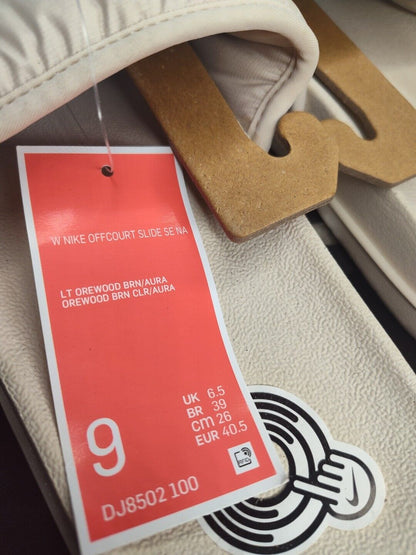 W NIKE OFFCOURT SLIDE SE NA
LT OREWOOD BRN/AURA
OREWOOD BRN CLR/AURA
9
UK 6.5
BR 39
CM 26
EUR 40.5
DJ8502 100